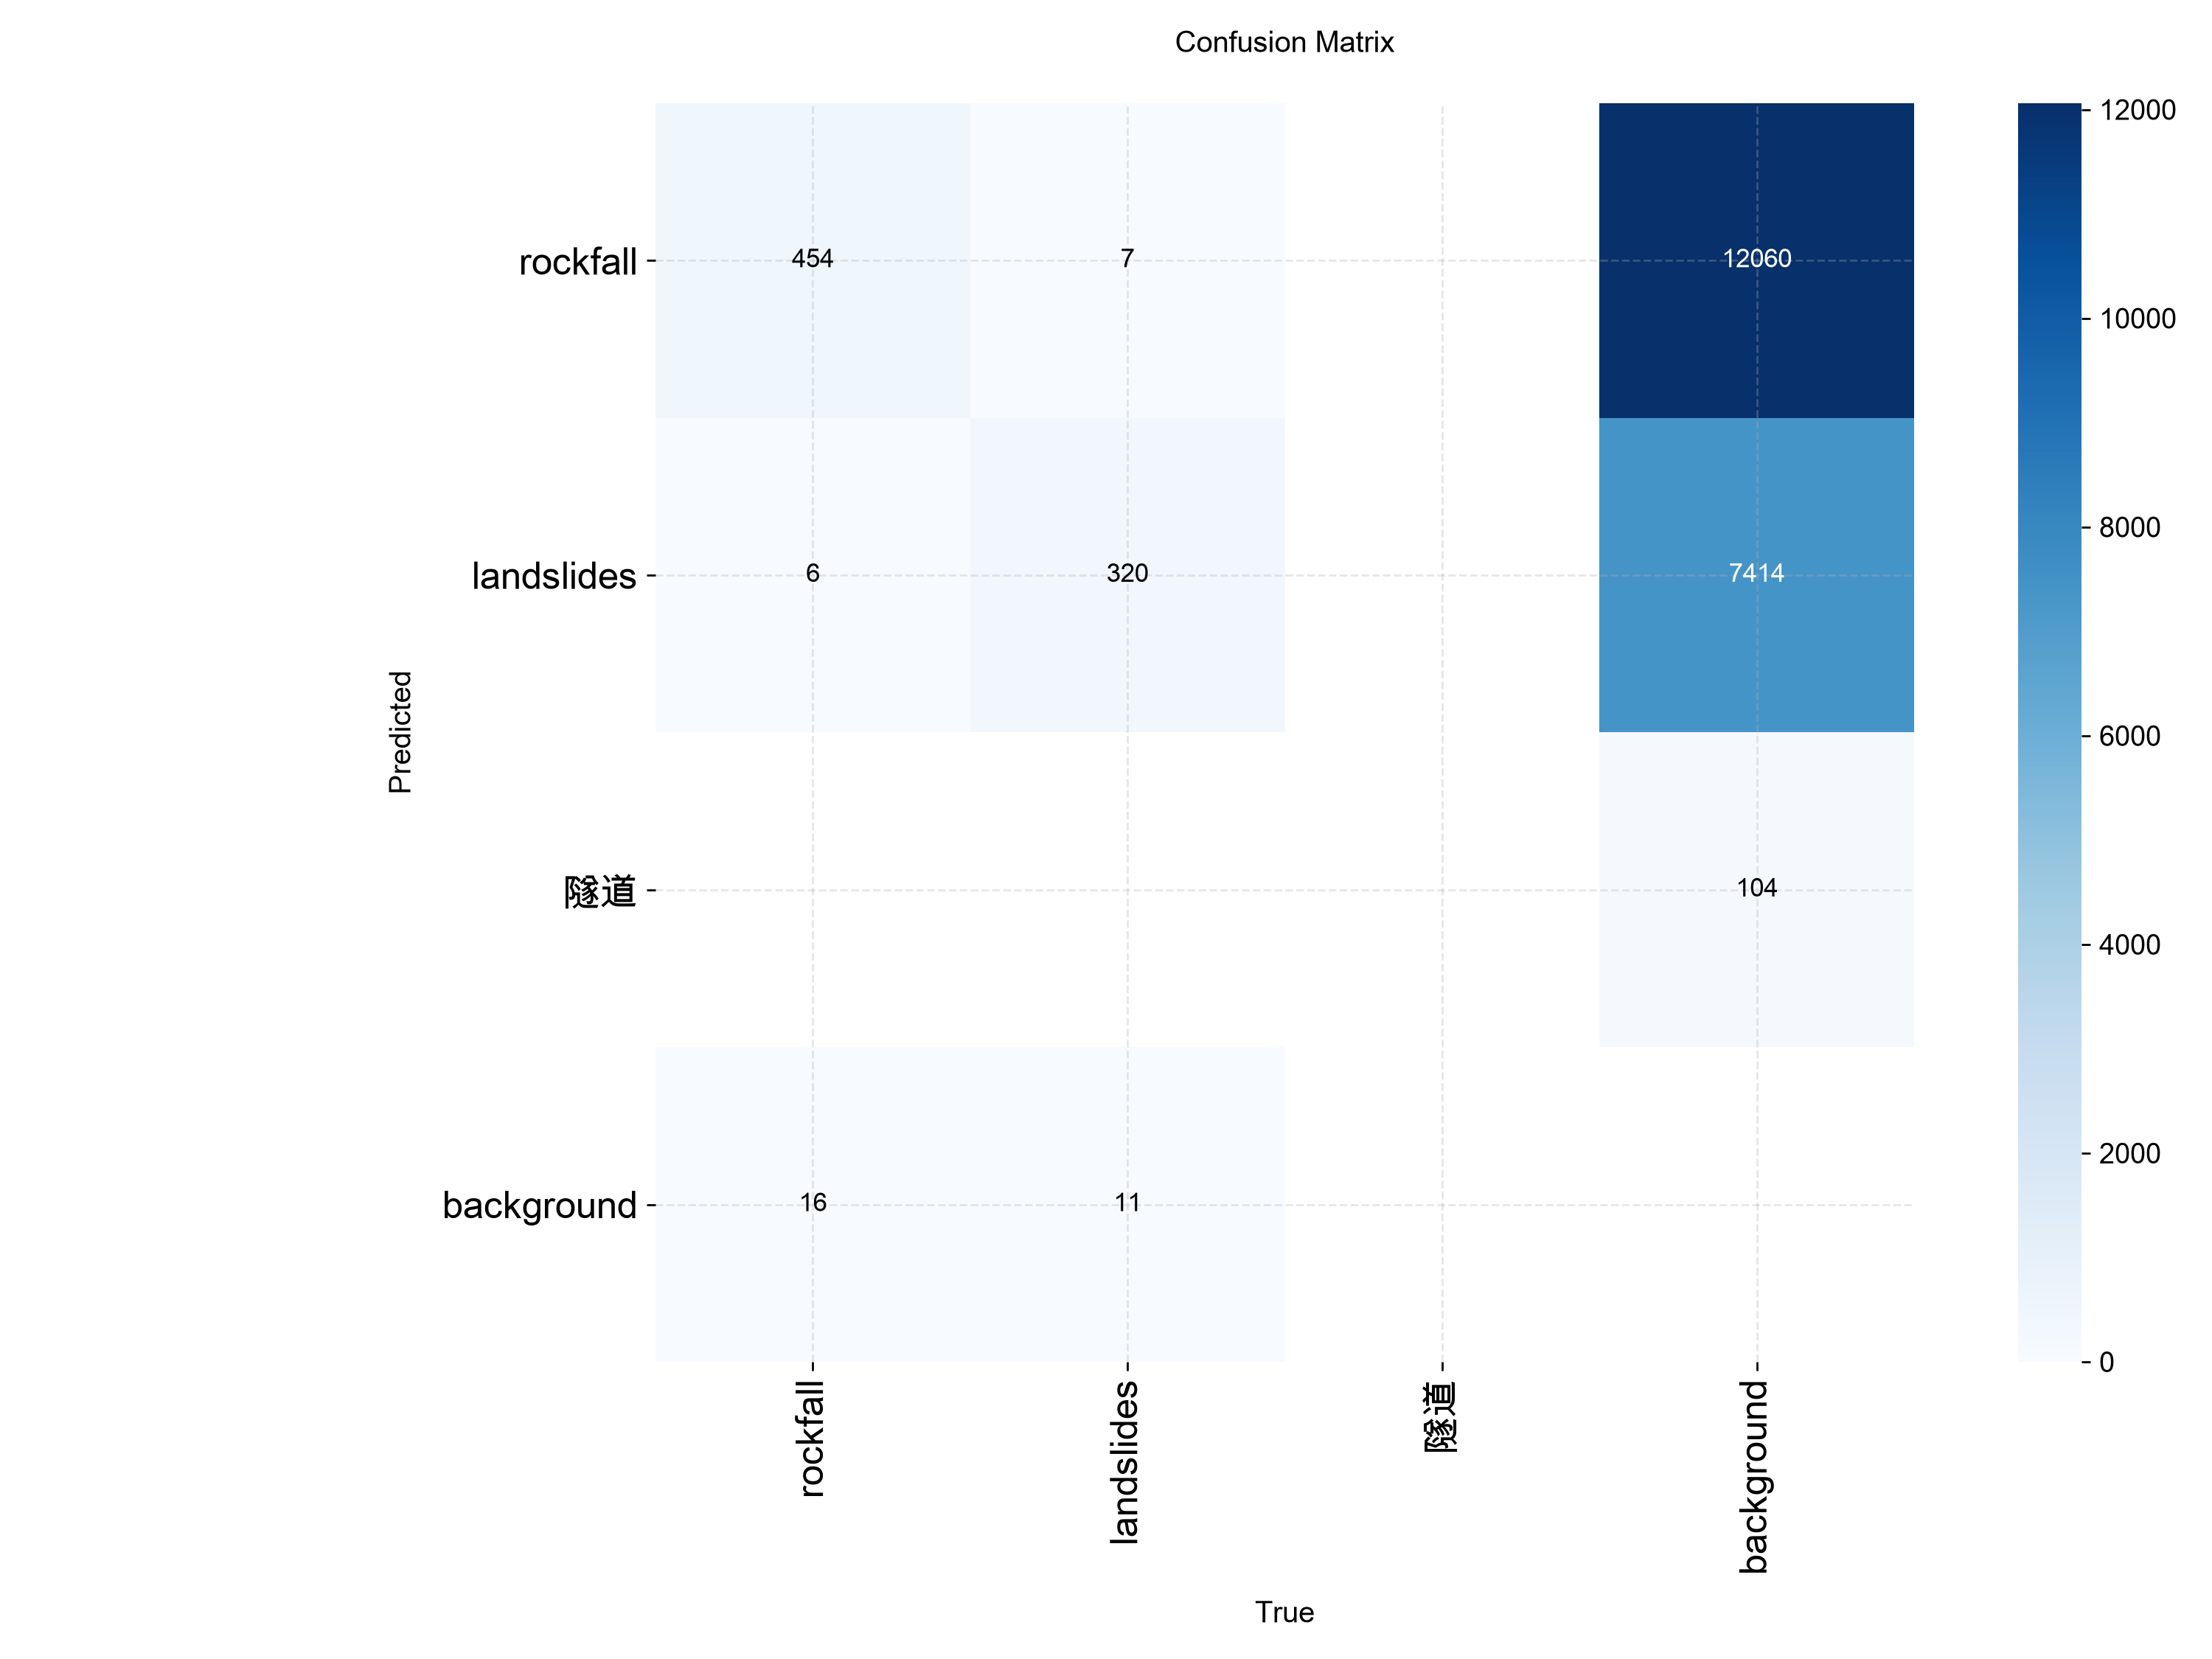 Confusion Matrix
rockfall
454
7
12060
landslides
6
320
7414
隧道
104
background
16
11
Predicted
rockfall
landslides
隧道
background
True
12000
10000
8000
6000
4000
2000
0